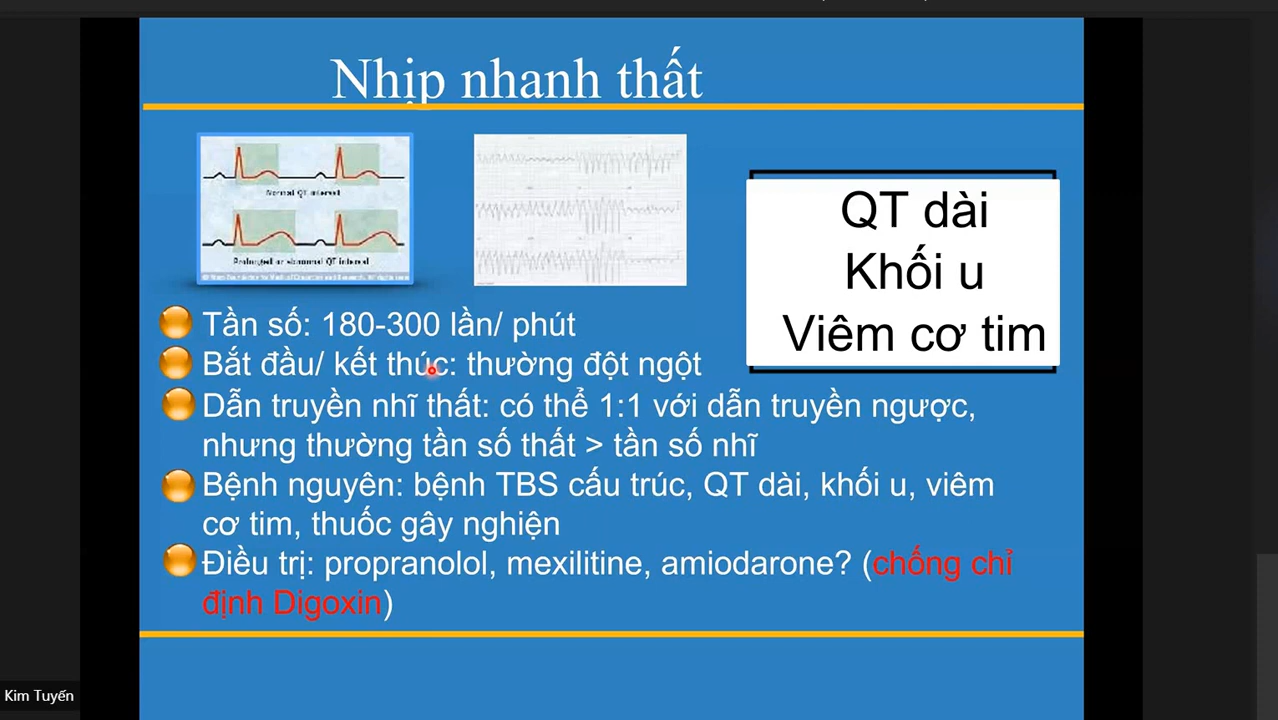 Nhịp nhanh thất
Normal QT interval
Prolonged or abnormal QT interval
QT dài
Khối u
Viêm cơ tim
Tần số: 180-300 lần/ phút
Bắt đầu/ kết thúc: thường đột ngột
Dẫn truyền nhĩ thất: có thể 1:1 với dẫn truyền ngược,
nhưng thường tần số thất > tần số nhĩ
Bệnh nguyên: bệnh TBS cấu trúc, QT dài, khối u, viêm
cơ tim, thuốc gây nghiện
Điều trị: propranolol, mexilitine, amiodarone? (chống chỉ
định Digoxin)
Kim Tuyến